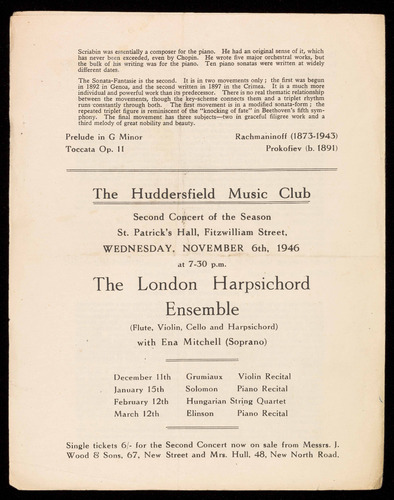 Scriabin was essentially a composer for the piano. He had an original sense of it, which
has never been exceeded, even by Chopin. He wrote five major orchestral works, but
the bulk of his writing was for the piano. Ten piano sonatas were written at widely
different dates.
The Sonata-Fantasie is the second. It is in two movements only; the first was begun
in 1892 in Genoa, and the second written in 1897 in the Crimea. It is a much more
individual and powerful work than its predecessor. There is no real thematic relationship
between the movements, though the key-scheme connects them and a triplet rhythm
runs constantly through both. The first movement is in a modified sonata-form; the
repeated triplet figure is reminiscent of the "knocking of fate" in Beethoven's fifth sym-
phony. The final movement has three subjects—two in graceful filigree work and a
third melody of great nobility and beauty.
Prelude in G Minor Rachmaninoff (1873-1943)
Toccata Op. 11 Prokofiev (b. 1891)
The Huddersfield Music Club
Second Concert of the Season
St. Patrick's Hall, Fitzwilliam Street,
WEDNESDAY, NOVEMBER 6th, 1946
at 7-30 p.m.
The London Harpsichord
Ensemble
(Flute, Violin, Cello and Harpsichord)
with Ena Mitchell (Soprano)
December 11th Grumiaux Violin Recital
January 15th Solomon Piano Recital
February 12th Hungarian String Quartet
March 12th Elinson Piano Recital
Single tickets 6/- for the Second Concert now on sale from Messrs. J.
Wood & Sons, 67, New Street and Mrs. Hull, 48, New North Road.